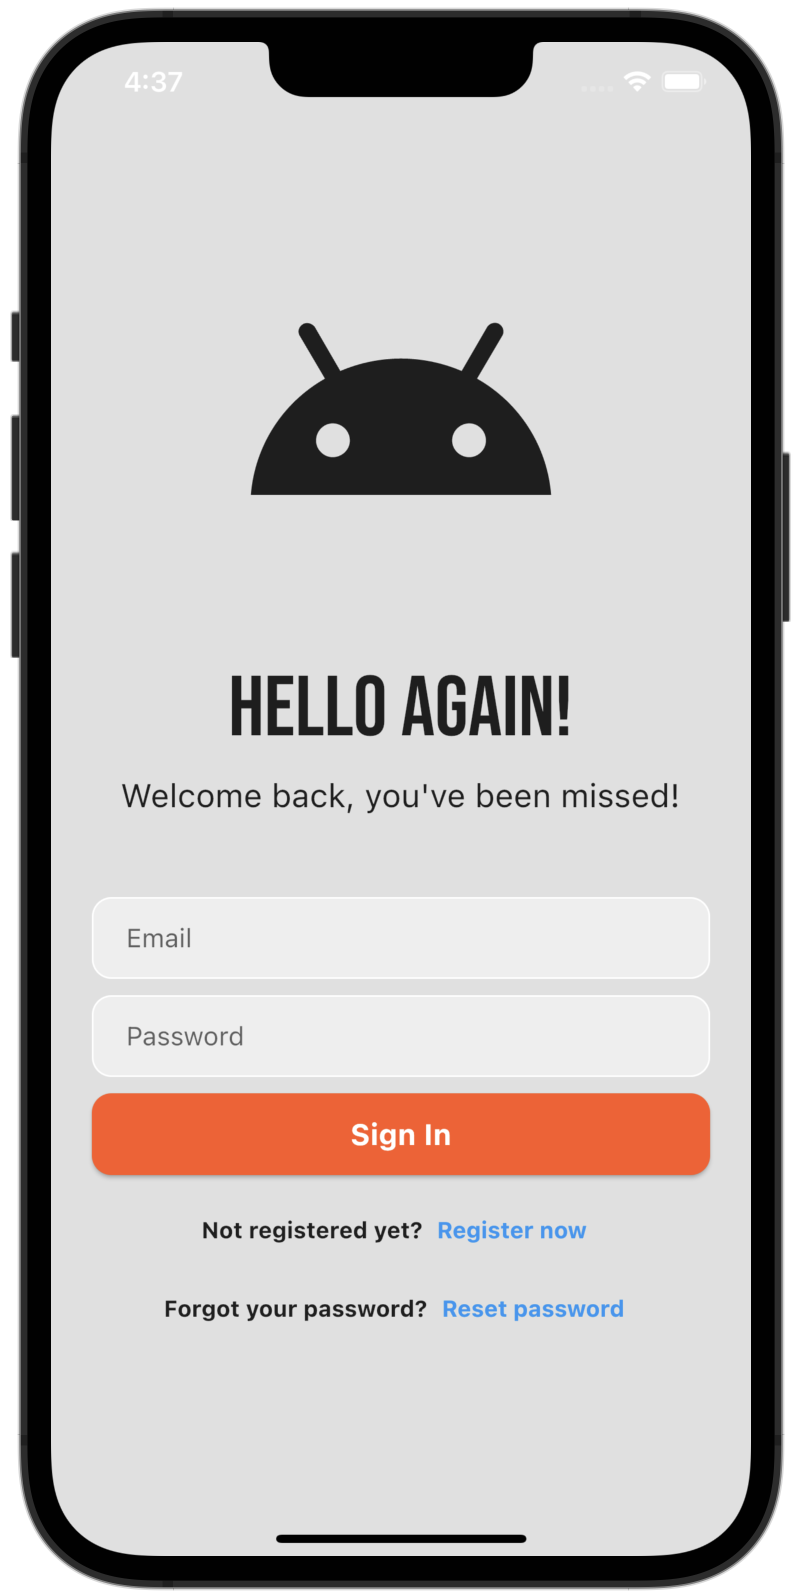 4:37
HELLO AGAIN!
Welcome back, you've been missed!
Email
Password
Sign In
Not registered yet? Register now
Forgot your password? Reset password